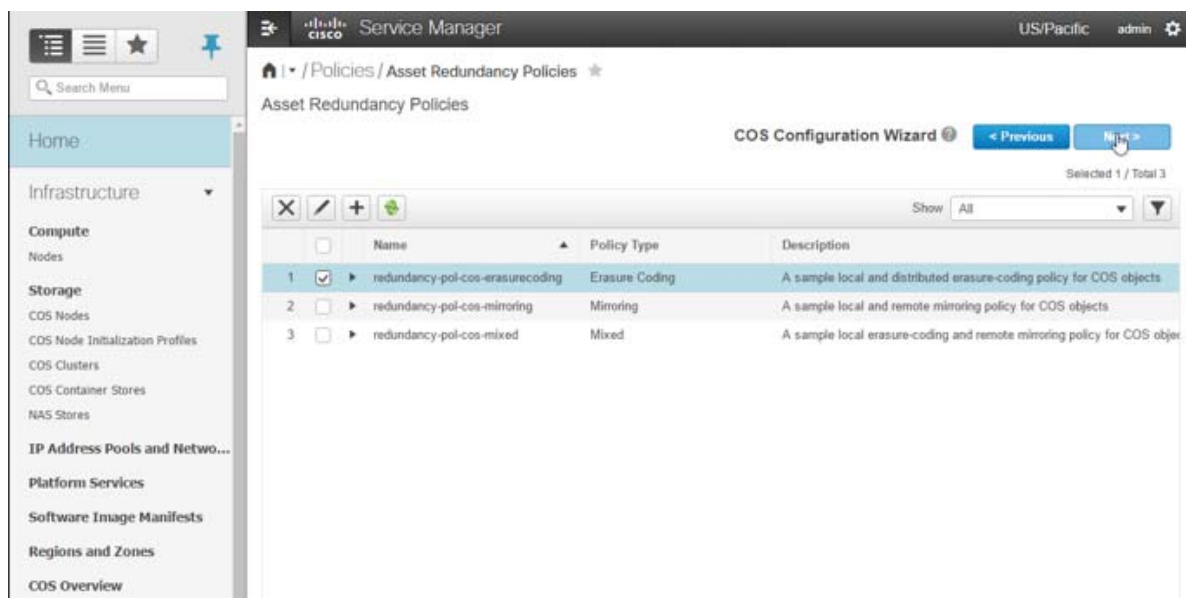 cisco Service Manager
US/Pacific admin
Search Menu
Home
Infrastructure
Compute
Nodes
Storage
COS Nodes
COS Node Initialization Profiles
COS Clusters
COS Container Stores
NAS Stores
IP Address Pools and Netwo...
Platform Services
Software Image Manifests
Regions and Zones
COS Overview
/ Policies / Asset Redundancy Policies
Asset Redundancy Policies
COS Configuration Wizard < Previous Next >
Selected 1 / Total 3
Show All
Name Policy Type Description
1 redundancy-pol-cos-erasurecoding Erasure Coding A sample local and distributed erasure-coding policy for COS objects
2 redundancy-pol-cos-mirroring Mirroring A sample local and remote mirroring policy for COS objects
3 redundancy-pol-cos-mixed Mixed A sample local erasure-coding and remote mirroring policy for COS objec